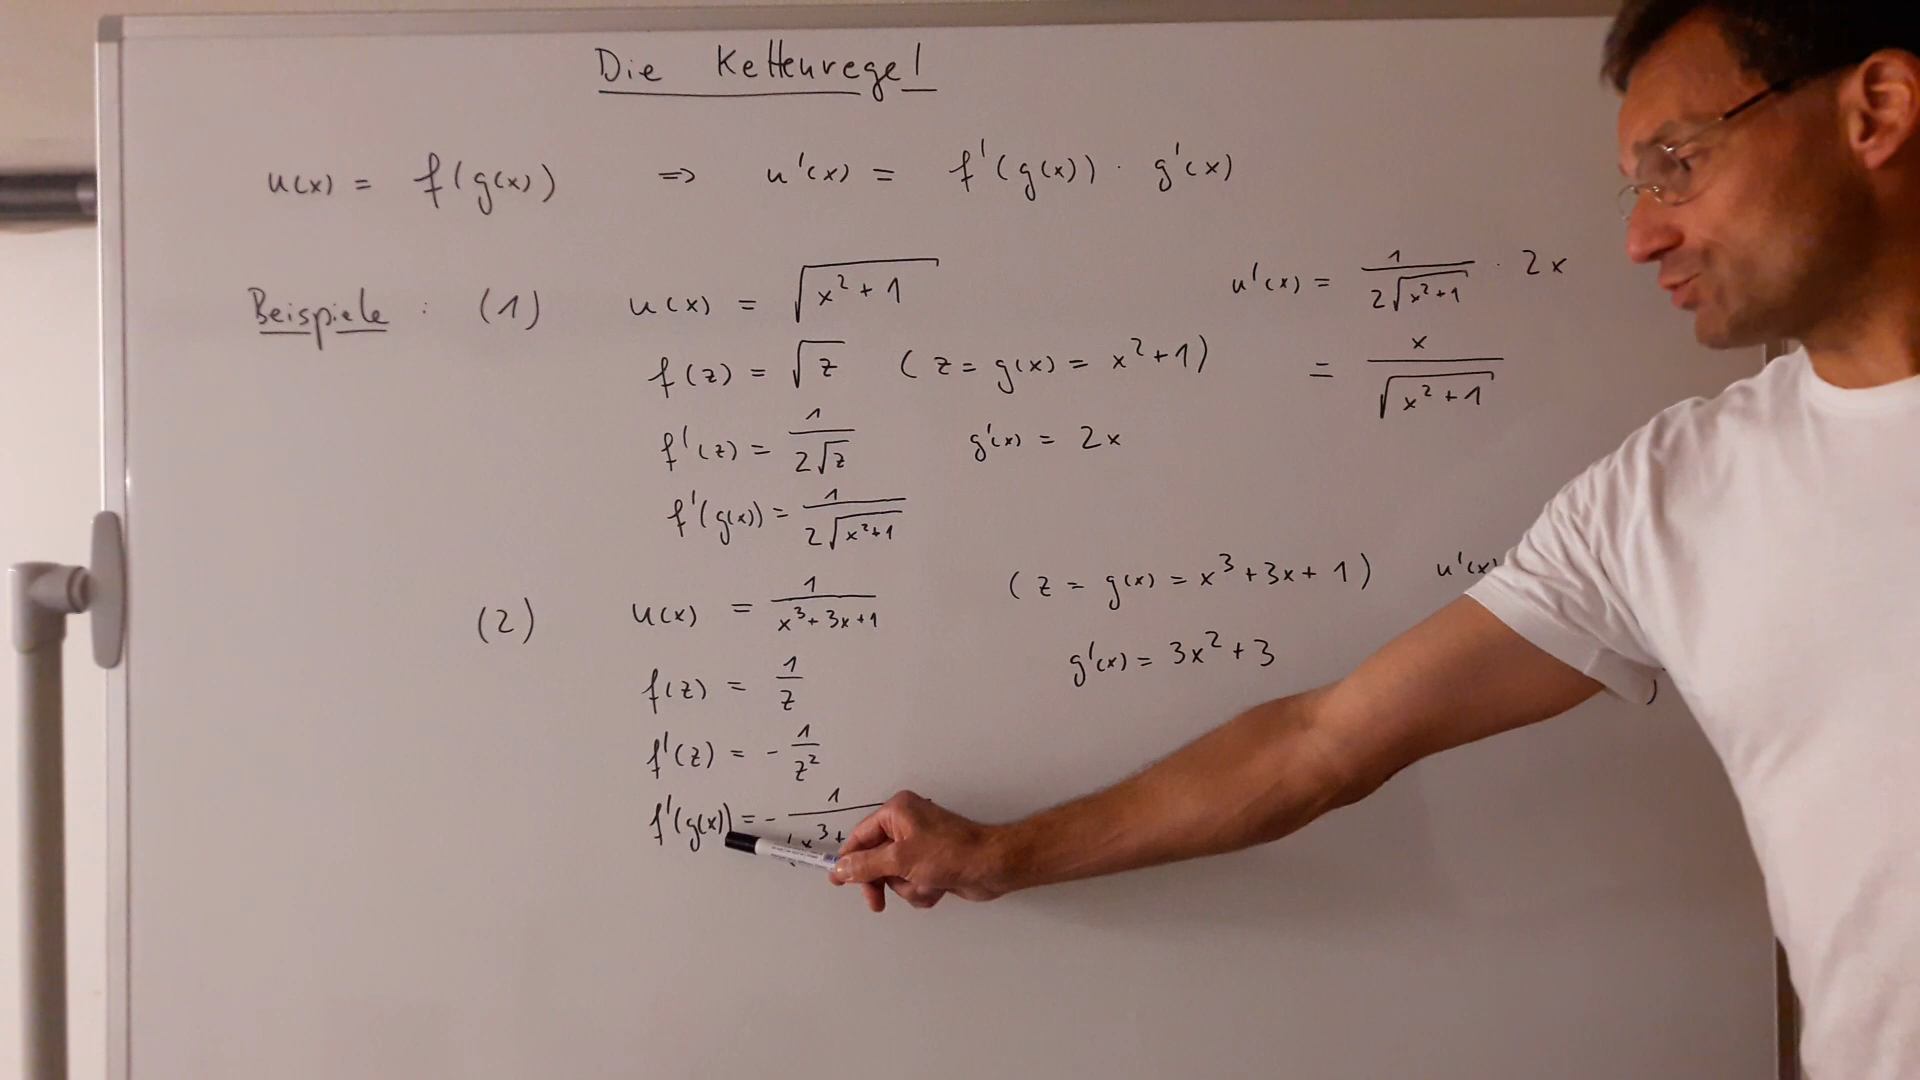 Die Kettenregel
u(x) = f(g(x)) ⇒ u'(x) = f'(g(x)) · g'(x)
Beispiele : (1) u(x) = √(x²+1)
f(z) = √z (z = g(x) = x²+1)
f'(z) = 1/(2√z) g'(x) = 2x
f'(g(x)) = 1/(2√(x²+1))
u'(x) = 1/(2√(x²+1)) · 2x
= x/√(x²+1)
(2) u(x) = 1/(x³+3x+1) (z = g(x) = x³+3x+1) u'(x)
f(z) = 1/z g'(x) = 3x²+3
f'(z) = -1/z²
f'(g(x)) = -1/(x³+
)